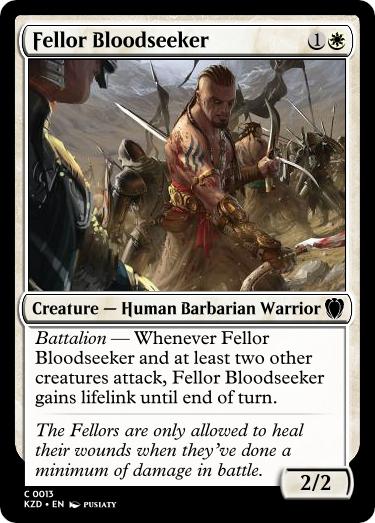 Fellor Bloodseeker 1
Creature — Human Barbarian Warrior
Battalion — Whenever Fellor
Bloodseeker and at least two other
creatures attack, Fellor Bloodseeker
gains lifelink until end of turn.
The Fellors are only allowed to heal
their wounds when they've done a
minimum of damage in battle.
2/2
C 0013
KZD • EN PUSIATY